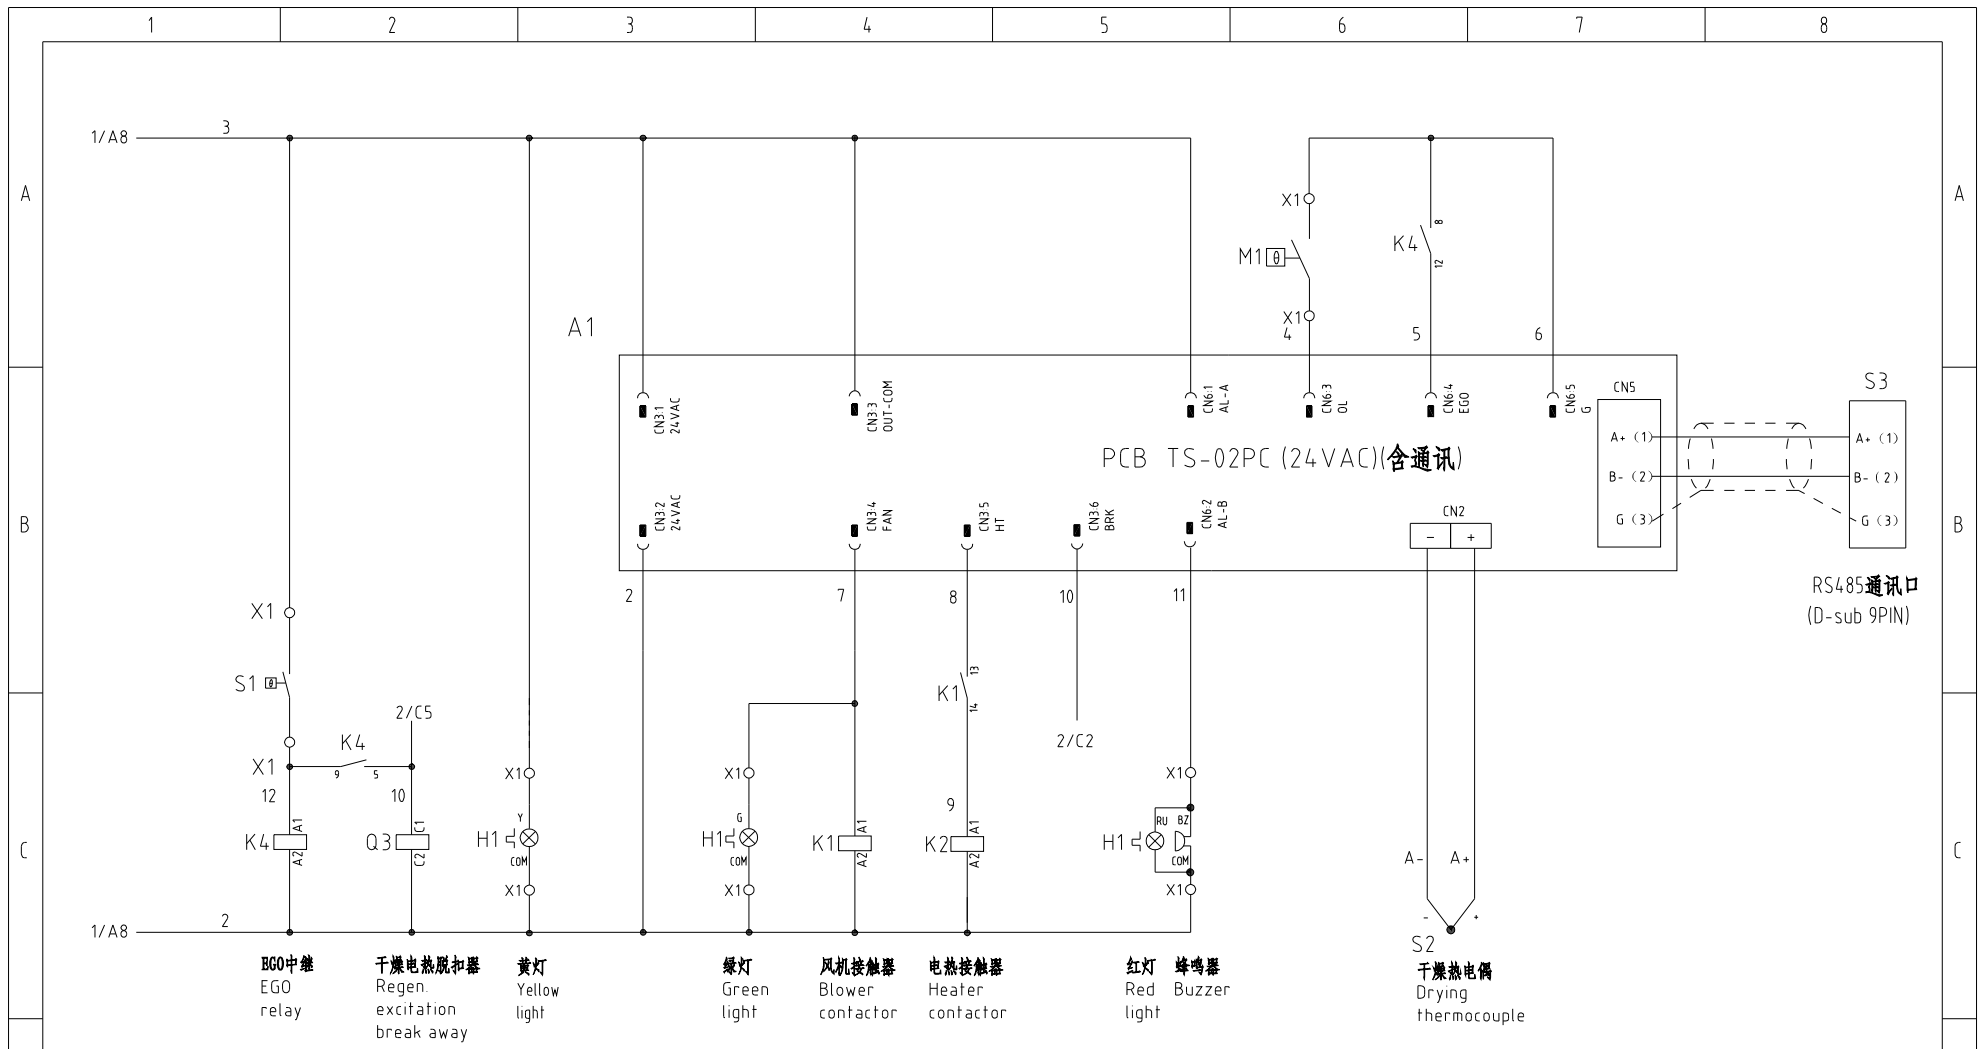 1 2 3 4 5 6 7 8
1/A8 3
A A
X1
M1 θ
K4 8 12
X1
A1
4 5 6
CN3:1 24VAC
CN3:3 OUT-COM
CN6:1 AL-A
CN6:3 OL
CN6:4 EGO
CN6:5 G
CN5
S3
A+ (1) A+ (1)
PCB TS-02PC (24VAC)(含通讯)
B- (2) B- (2)
G (3) G (3)
B B
CN3:2 24VAC
CN3:4 FAN
CN3:5 HT
CN3:6 BRK
CN6:2 AL-B
CN2
- +
RS485通讯口
(D-sub 9PIN)
2 7 8 10 11
X1
S1 θ
K1 13 14
2/C5
2/C2
K4
9 5
X1
X1 X1 X1
12 10 9
Y G RU BZ
K4 A1 A2
Q3 C1 C2
H1 COM
H1 COM
K1 A1 A2
K2 A1 A2
H1 COM
A- A+
C C
X1 X1 X1
- +
1/A8 2
S2
EGO中继
EGO
relay
干燥电热脱扣器
Regen.
excitation
break away
黄灯
Yellow
light
绿灯
Green
light
风机接触器
Blower
contactor
电热接触器
Heater
contactor
红灯
Red
light
蜂鸣器
Buzzer
干燥热电偶
Drying
thermocouple